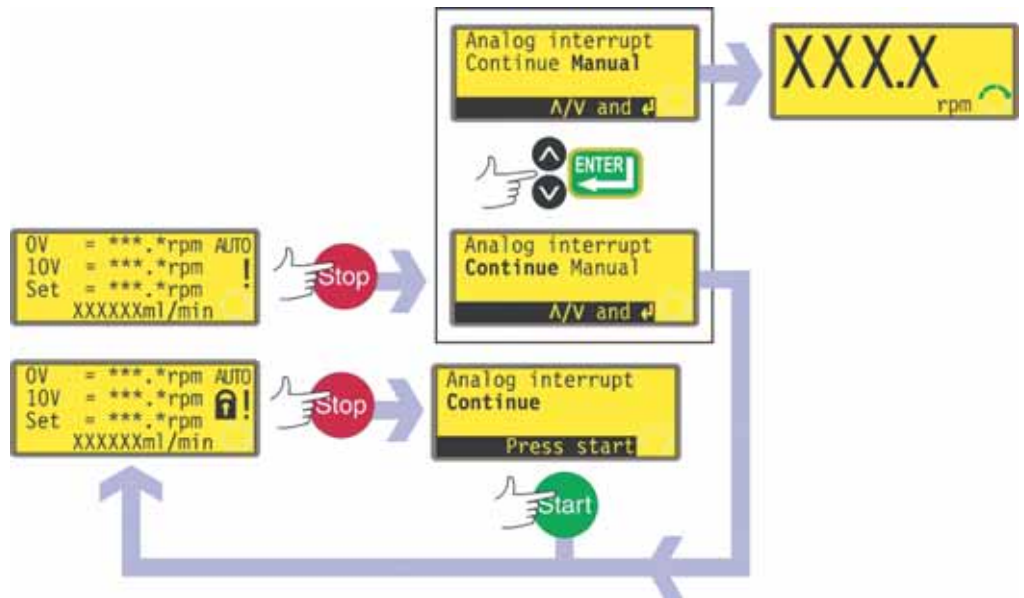 Analog interrupt
Continue Manual
Λ/V and ↲
XXX.X
rpm
ENTER
0V = ***.*rpm AUTO
10V = ***.*rpm !
Set = ***.*rpm
XXXXXXml/min
Stop
Analog interrupt
Continue Manual
Λ/V and ↲
0V = ***.*rpm AUTO
10V = ***.*rpm !
Set = ***.*rpm
XXXXXXml/min
Stop
Analog interrupt
Continue
Press start
Start